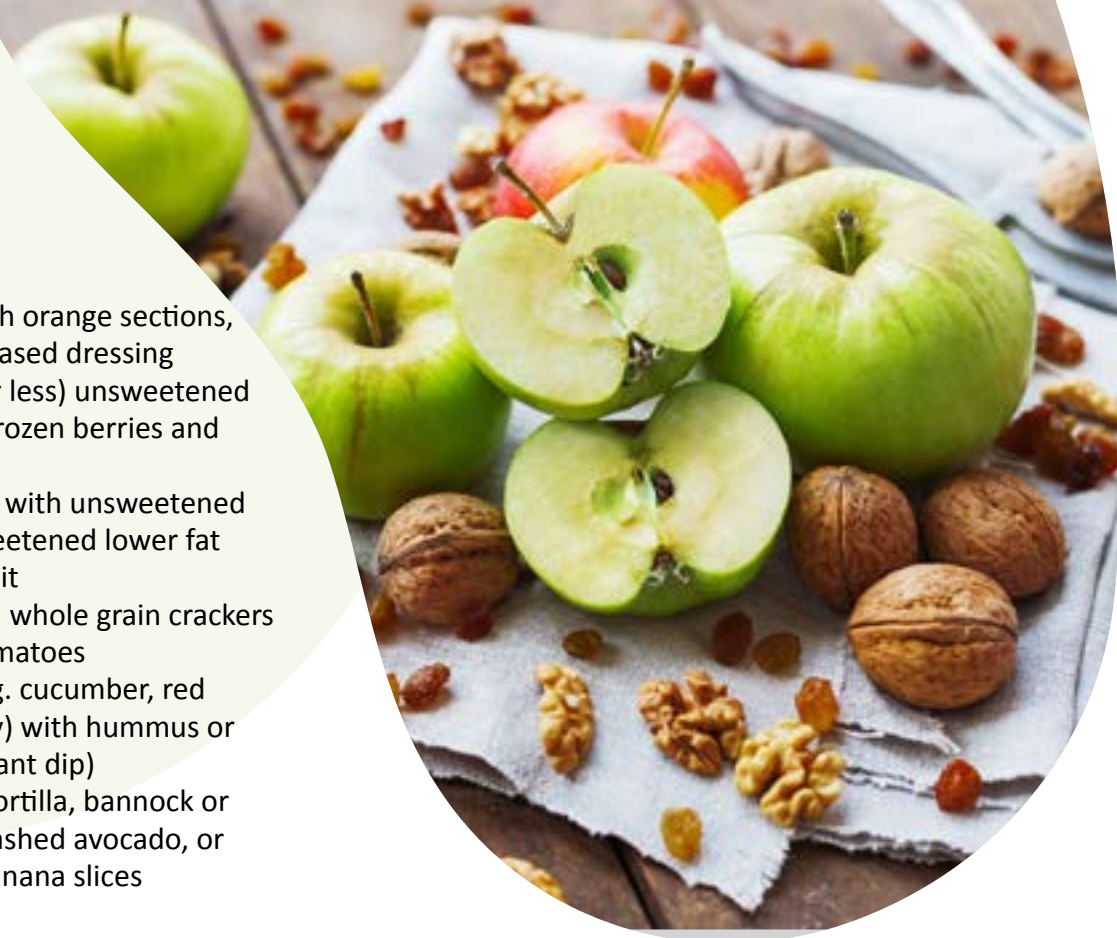 h orange sections,
ased dressing
less) unsweetened
rozen berries and
with unsweetened
eetened lower fat
it
whole grain crackers
matoes
g. cucumber, red
y) with hummus or
ant dip)
ortilla, bannock or
ashed avocado, or
nana slices